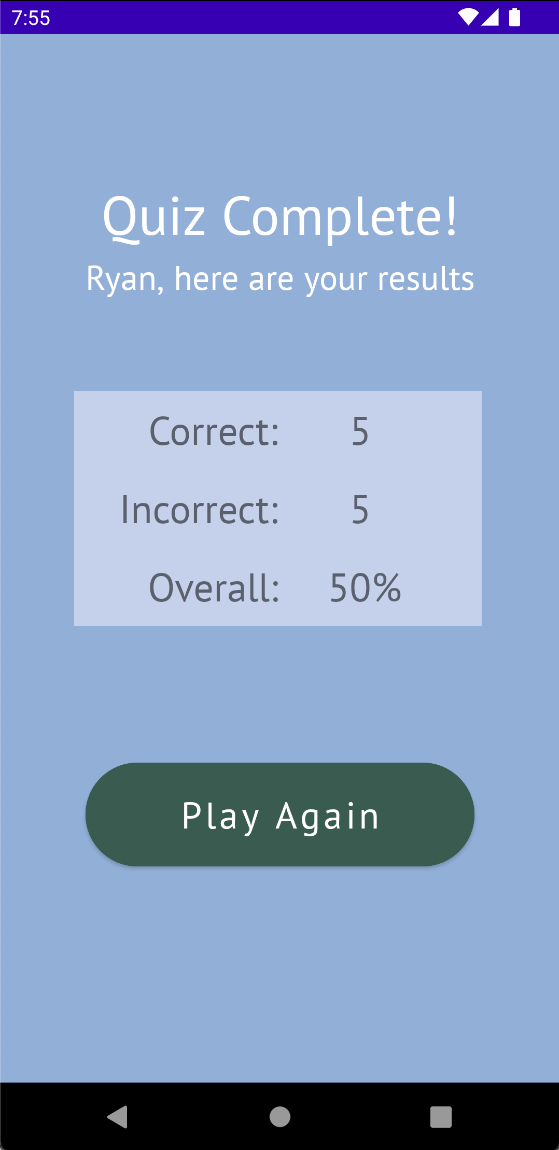 7:55
Quiz Complete!
Ryan, here are your results
Correct: 5
Incorrect: 5
Overall: 50%
Play Again